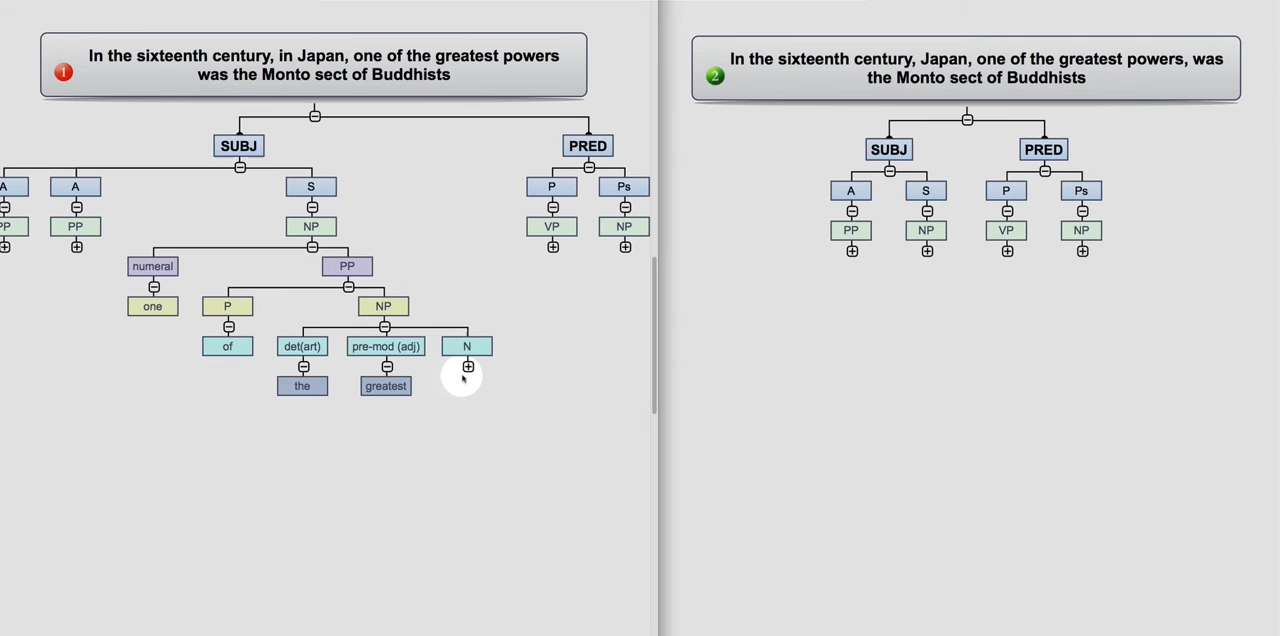 In the sixteenth century, in Japan, one of the greatest powers
1 was the Monto sect of Buddhists
In the sixteenth century, Japan, one of the greatest powers, was
2 the Monto sect of Buddhists
SUBJ PRED
A A S P Ps
PP PP NP VP NP
numeral PP
one P NP
of det(art) pre-mod (adj) N
the greatest
SUBJ PRED
A S P Ps
PP NP VP NP